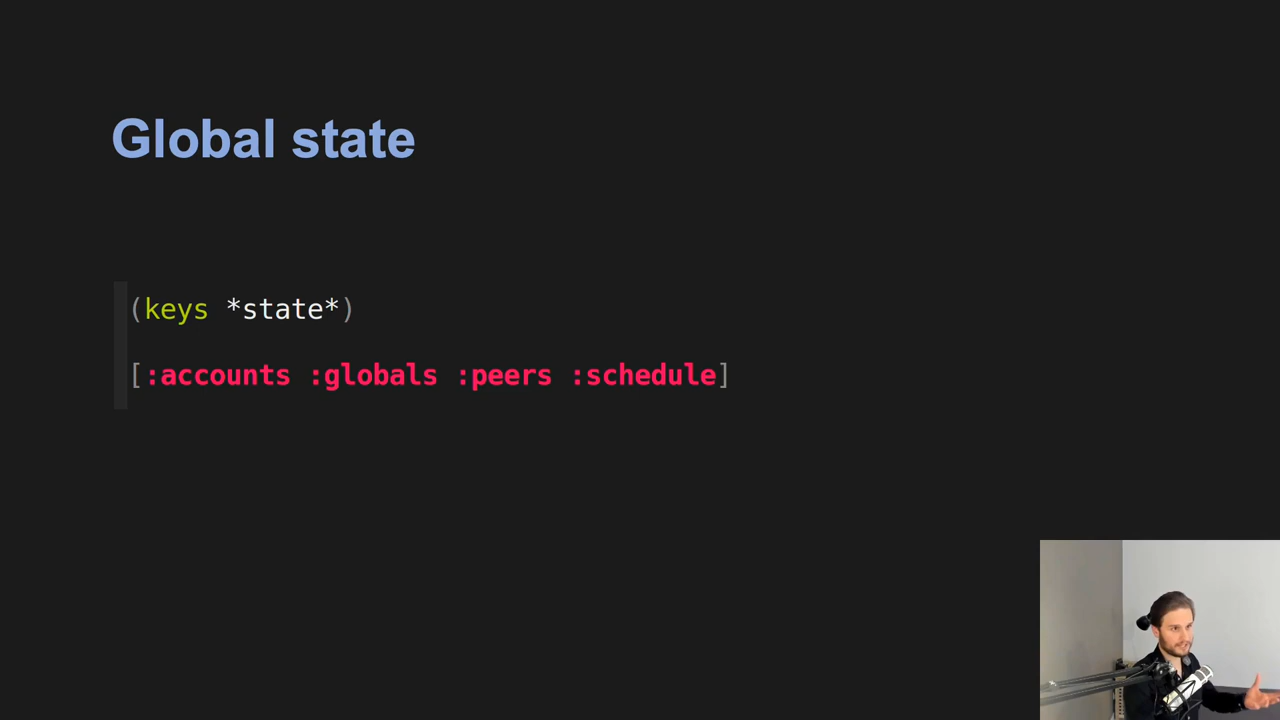 Global state
(keys *state*)
[:accounts :globals :peers :schedule]